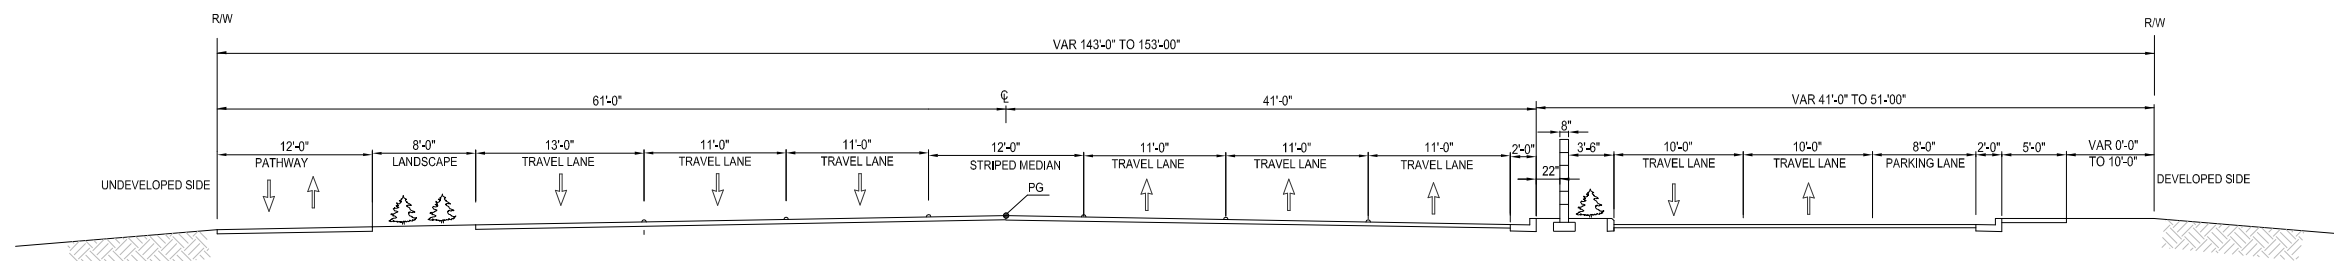 R/W
R/W
VAR 143'-0" TO 153'-00"
61'-0"
℄
41'-0"
VAR 41'-0" TO 51-'00"
8"
12'-0"
8'-0"
13'-0"
11'-0"
11'-0"
12'-0"
11'-0"
11'-0"
11'-0"
2'-0"
3'-6"
10'-0"
10'-0"
8'-0"
2'-0"
5'-0"
VAR 0'-0"
TO 10'-0"
PATHWAY
LANDSCAPE
TRAVEL LANE
TRAVEL LANE
TRAVEL LANE
STRIPED MEDIAN
TRAVEL LANE
TRAVEL LANE
TRAVEL LANE
22"
TRAVEL LANE
TRAVEL LANE
PARKING LANE
UNDEVELOPED SIDE
PG
DEVELOPED SIDE